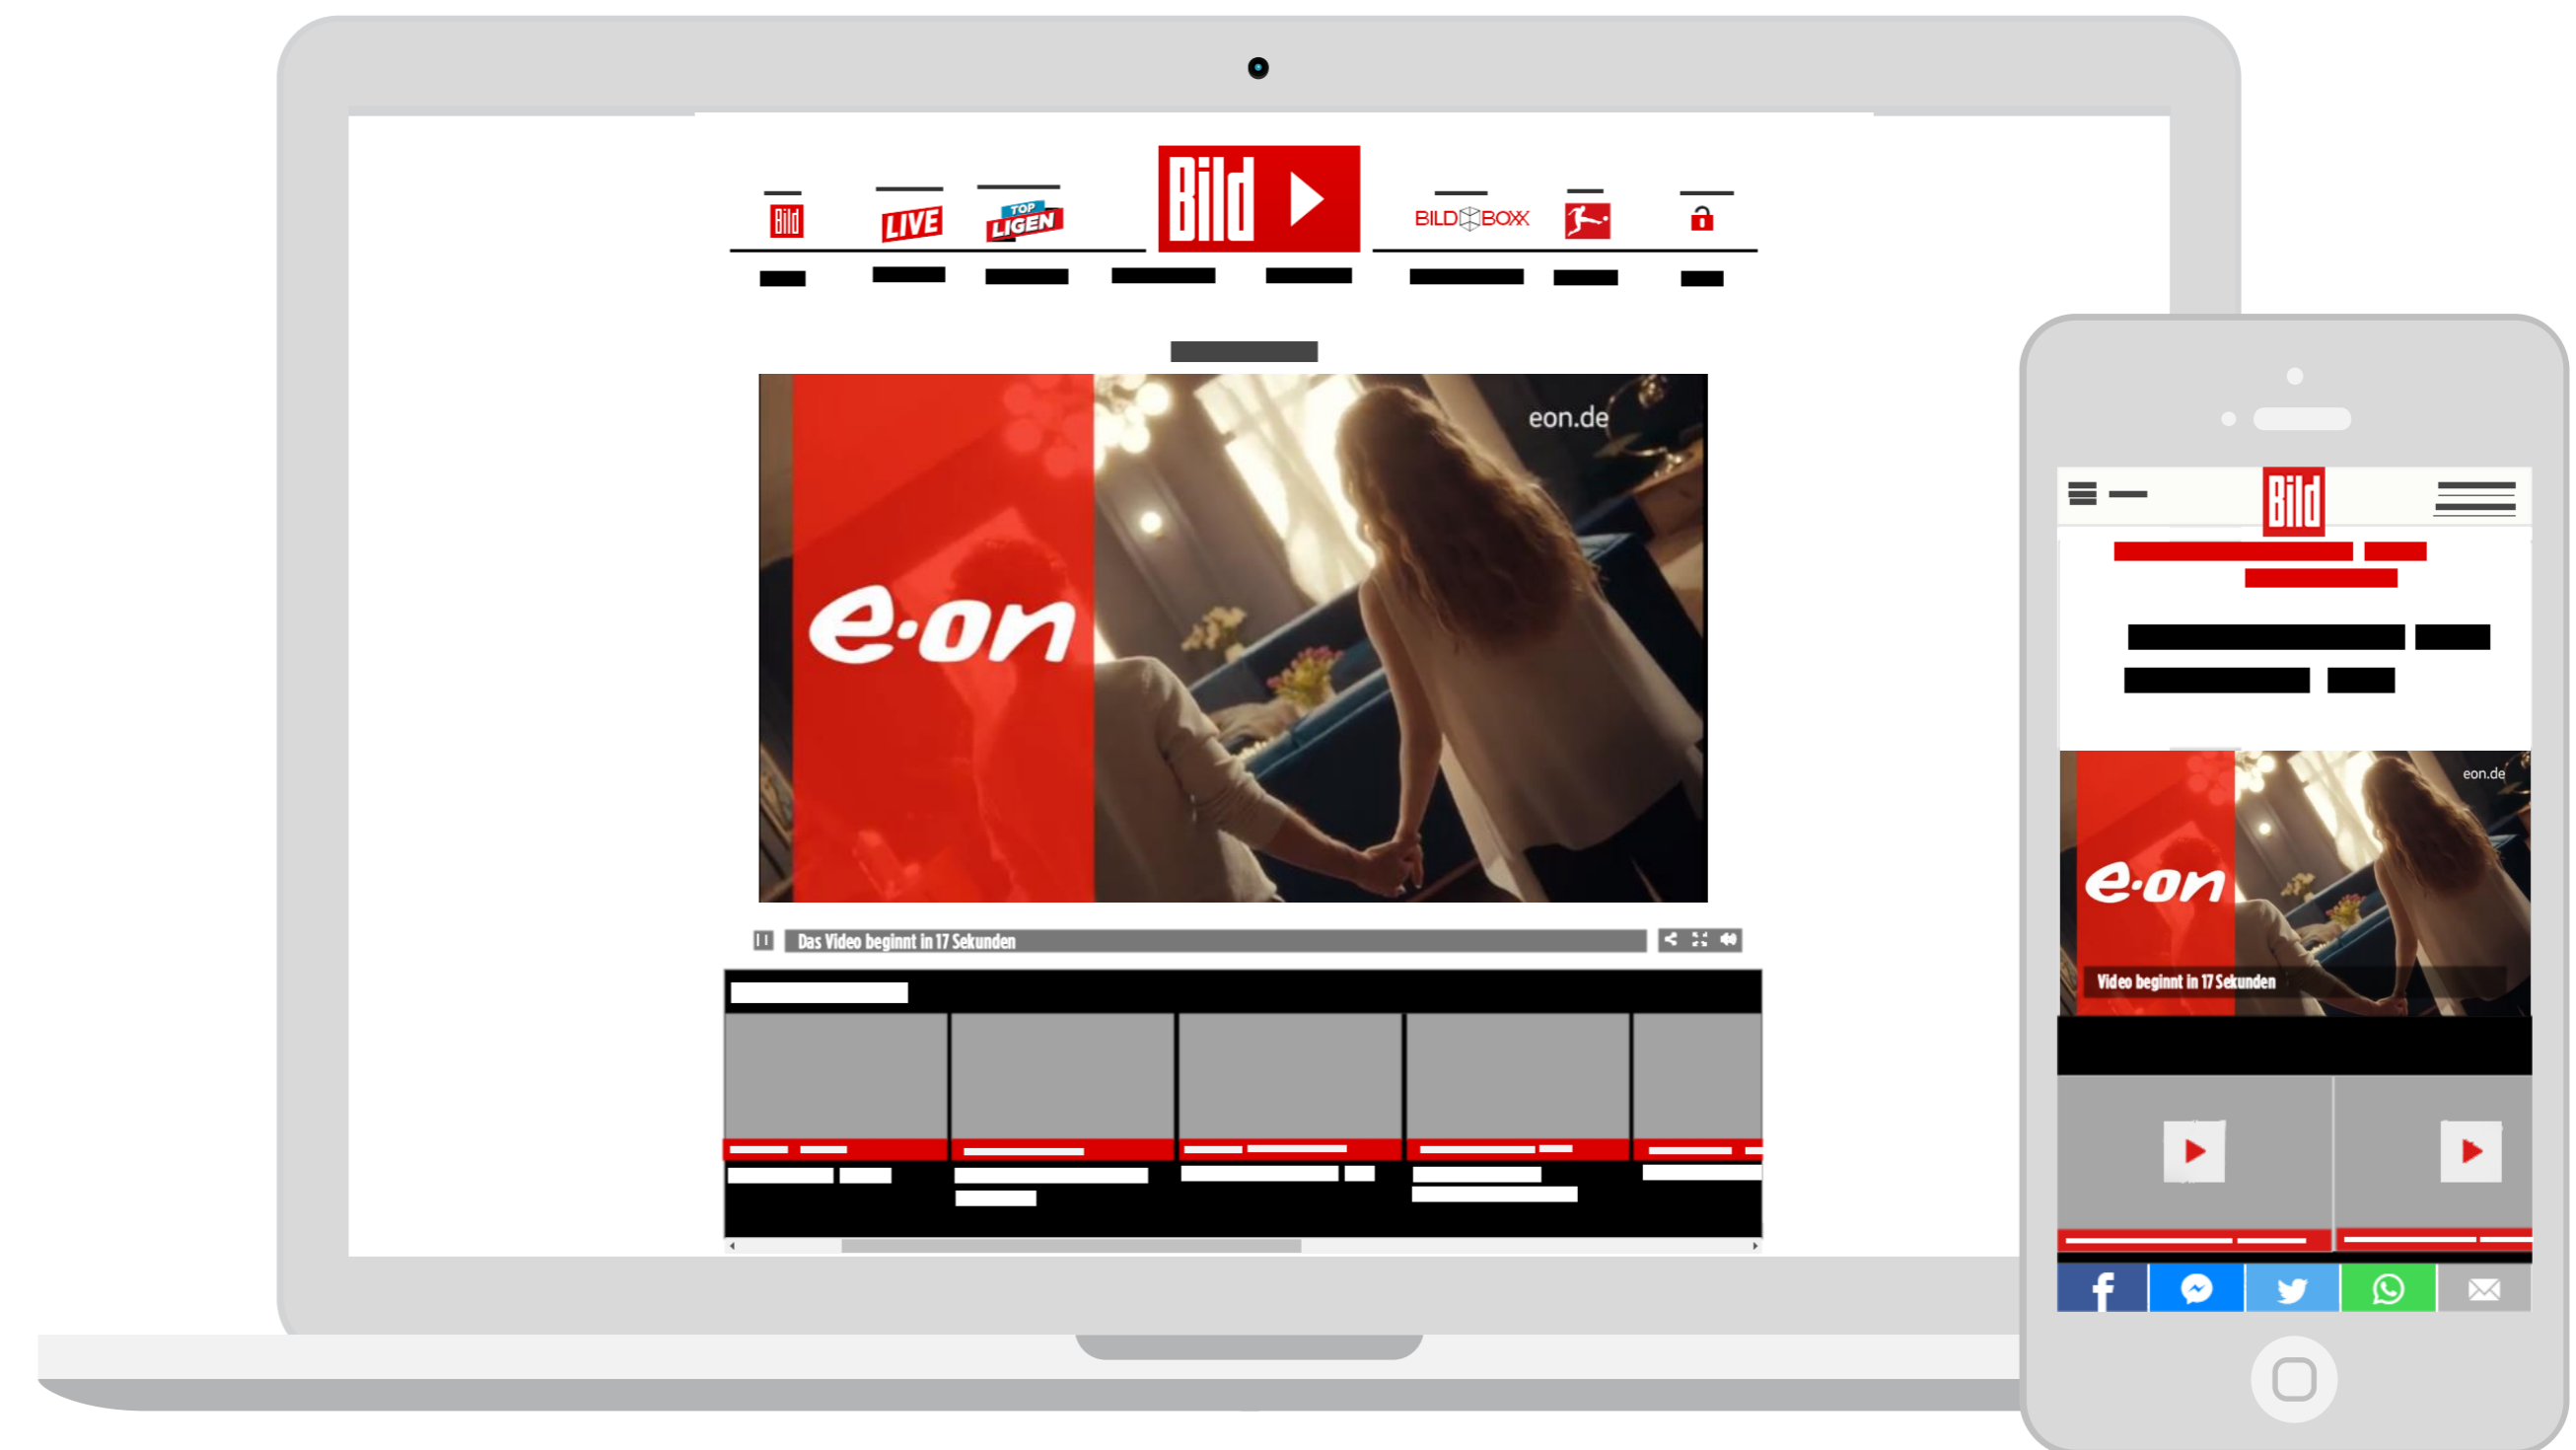 Bild
LIVE
TOP
LIGEN
Bild
BILD BOXX
eon.de
e·on
Das Video beginnt in 17 Sekunden
Bild
eon.de
e·on
Video beginnt in 17 Sekunden